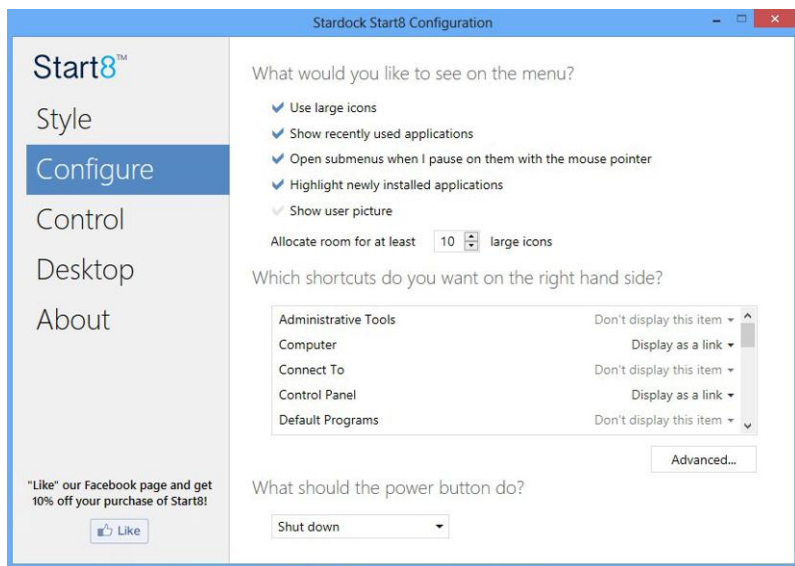 Stardock Start8 Configuration
Start8™
Style
Configure
Control
Desktop
About
"Like" our Facebook page and get
10% off your purchase of Start8!
Like
What would you like to see on the menu?
Use large icons
Show recently used applications
Open submenus when I pause on them with the mouse pointer
Highlight newly installed applications
Show user picture
Allocate room for at least 10 large icons
Which shortcuts do you want on the right hand side?
Administrative Tools Don't display this item
Computer Display as a link
Connect To Don't display this item
Control Panel Display as a link
Default Programs Don't display this item
Advanced...
What should the power button do?
Shut down